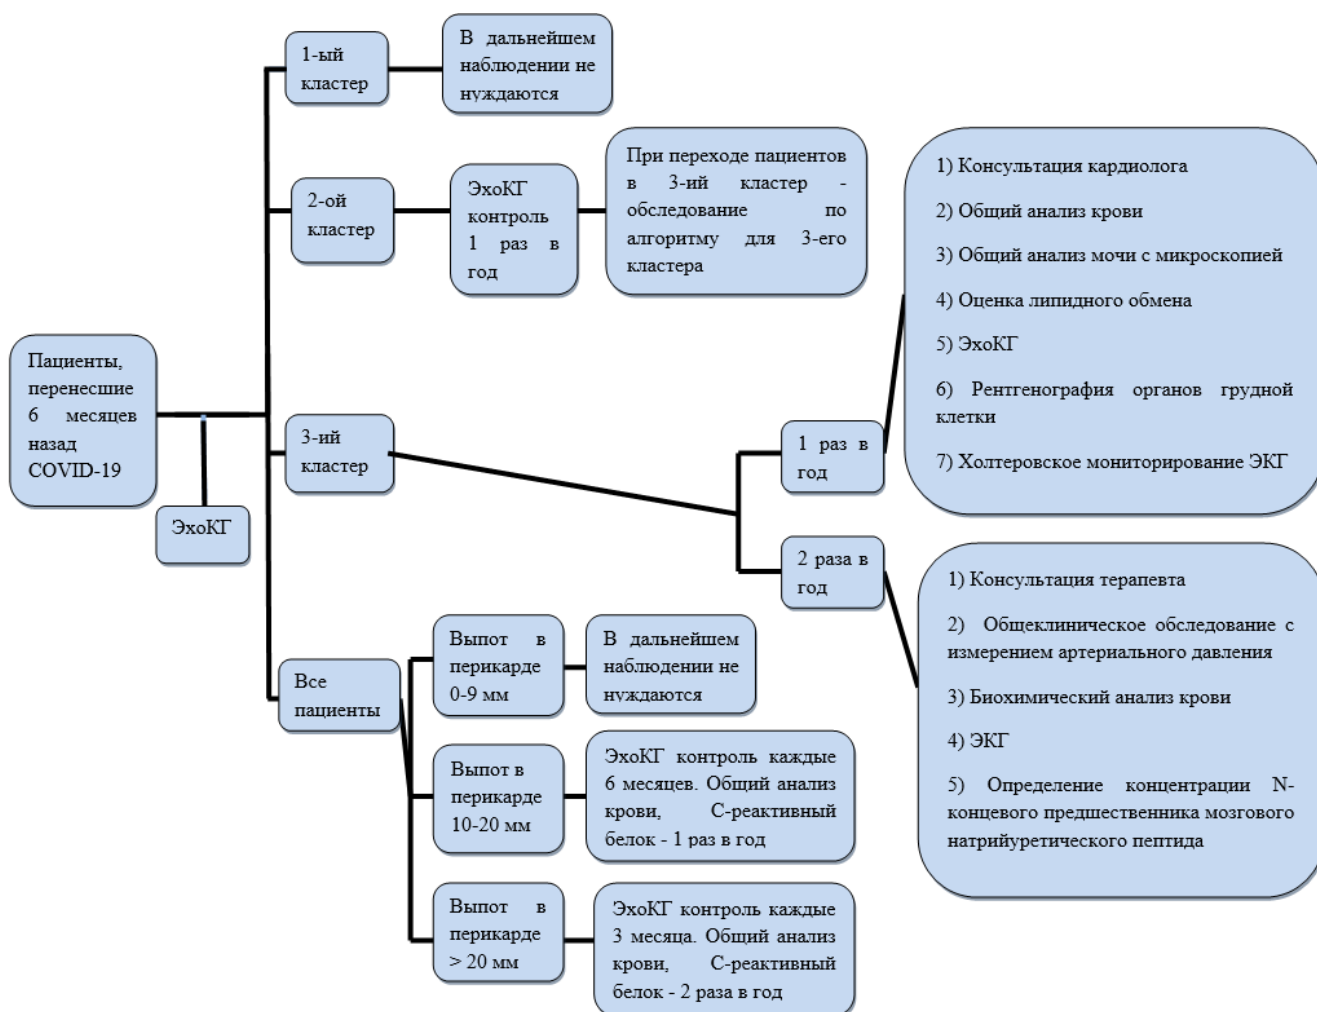 Пациенты,
перенесшие
6 месяцев
назад
COVID-19
ЭхоКГ
1-ый
кластер
В дальнейшем
наблюдении не
нуждаются
2-ой
кластер
ЭхоКГ
контроль
1 раз в
год
При переходе пациентов
в 3-ий кластер -
обследование по
алгоритму для 3-его
кластера
3-ий
кластер
1 раз в
год
1) Консультация кардиолога
2) Общий анализ крови
3) Общий анализ мочи с микроскопией
4) Оценка липидного обмена
5) ЭхоКГ
6) Рентгенография органов грудной
клетки
7) Холтеровское мониторирование ЭКГ
2 раза в
год
1) Консультация терапевта
2) Общеклиническое обследование с
измерением артериального давления
3) Биохимический анализ крови
4) ЭКГ
5) Определение концентрации N-
концевого предшественника мозгового
натрийуретического пептида
Все
пациенты
Выпот в
перикарде
0-9 мм
В дальнейшем
наблюдении не
нуждаются
Выпот в
перикарде
10-20 мм
ЭхоКГ контроль каждые
6 месяцев. Общий анализ
крови, С-реактивный
белок - 1 раз в год
Выпот в
перикарде
> 20 мм
ЭхоКГ контроль каждые
3 месяца. Общий анализ
крови, С-реактивный
белок - 2 раза в год